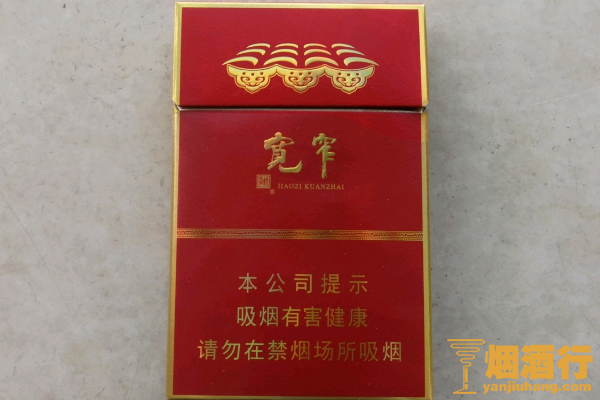 宽窄
JIAOZI KUANZHAI
本公司提示
吸烟有害健康
请勿在禁烟场所吸烟
烟酒行
yanjiuhang.com